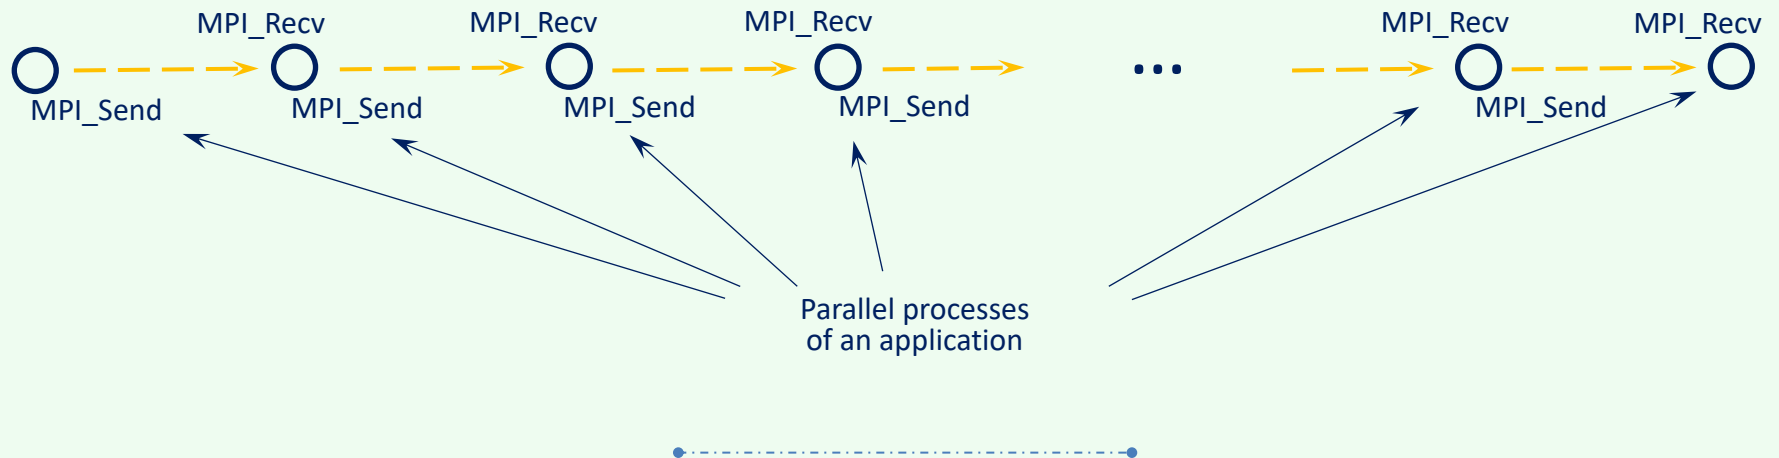 MPI_Recv MPI_Recv MPI_Recv MPI_Recv MPI_Recv
...
MPI_Send MPI_Send MPI_Send MPI_Send MPI_Send
Parallel processes
of an application